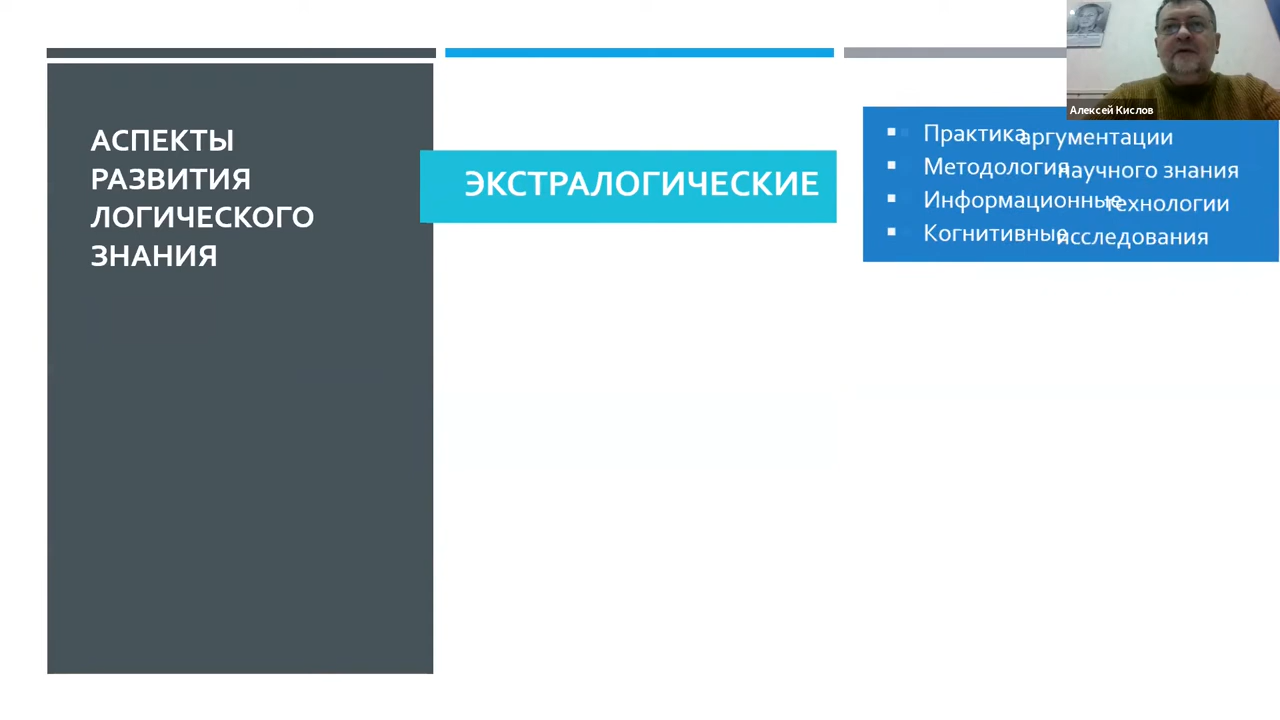 АСПЕКТЫ
РАЗВИТИЯ
ЛОГИЧЕСКОГО
ЗНАНИЯ
ЭКСТРАЛОГИЧЕСКИЕ
Практика аргументации
Методология научного знания
Информационные технологии
Когнитивные исследования
Алексей Кислов